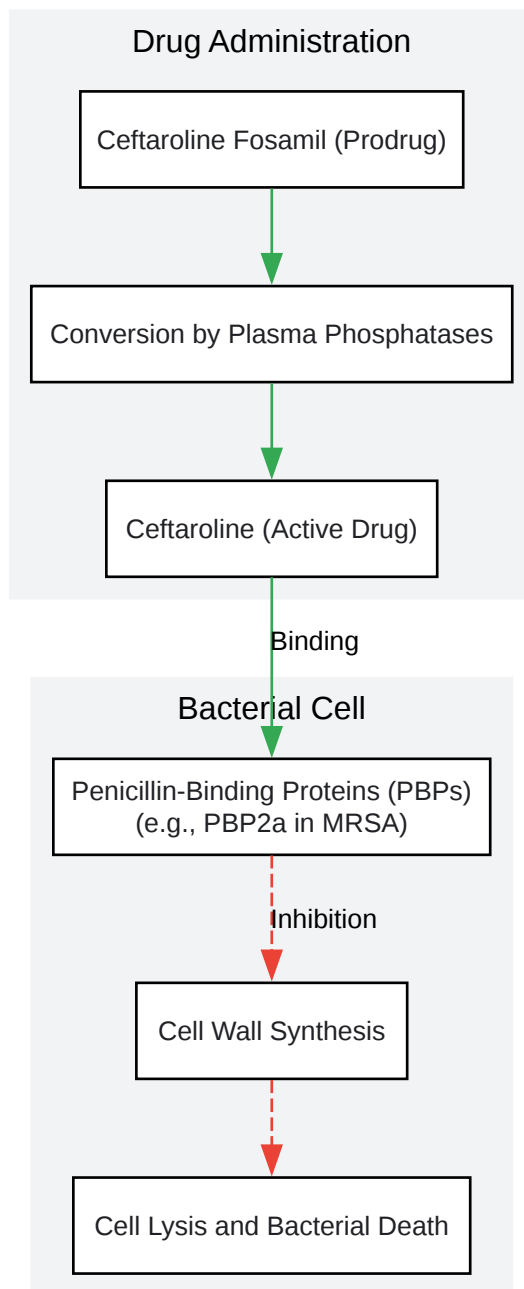 Drug Administration
Ceftaroline Fosamil (Prodrug)
Conversion by Plasma Phosphatases
Ceftaroline (Active Drug)
Binding
Bacterial Cell
Penicillin-Binding Proteins (PBPs)
(e.g., PBP2a in MRSA)
Inhibition
Cell Wall Synthesis
Cell Lysis and Bacterial Death